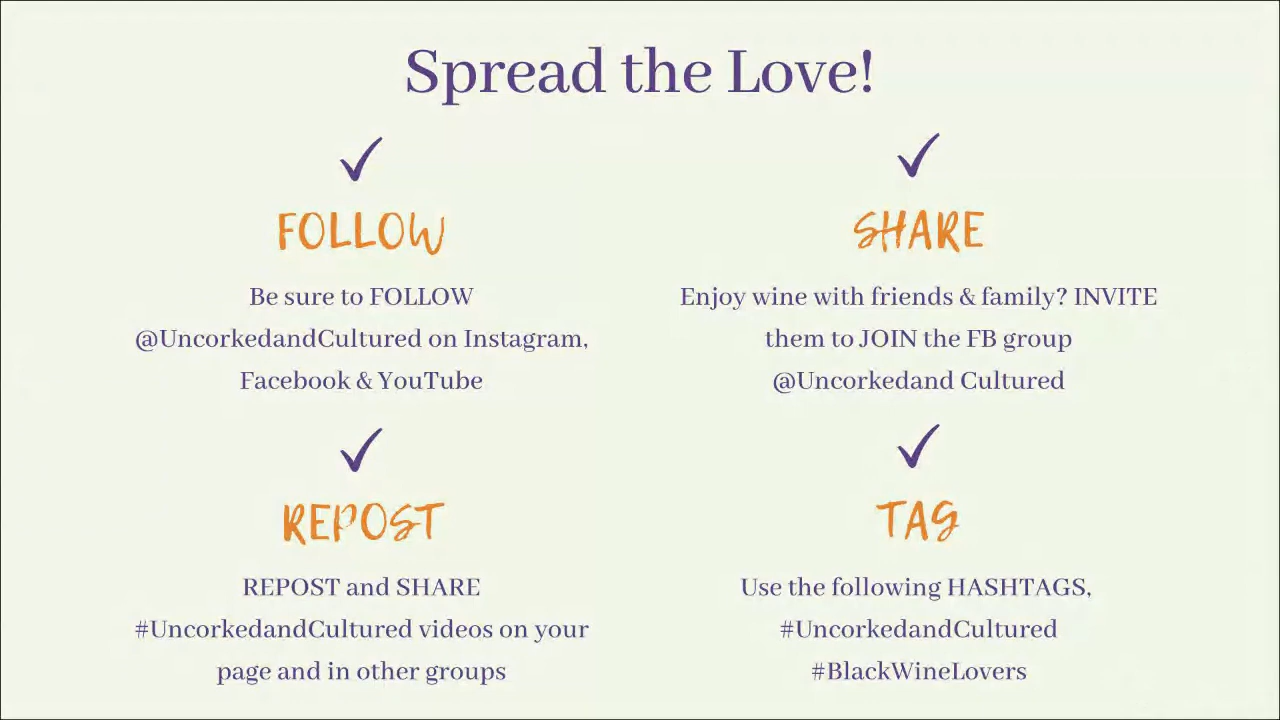 Spread the Love!
FOLLOW
Be sure to FOLLOW
@UncorkedandCultured on Instagram,
Facebook & YouTube
SHARE
Enjoy wine with friends & family? INVITE
them to JOIN the FB group
@Uncorkedand Cultured
REPOST
REPOST and SHARE
#UncorkedandCultured videos on your
page and in other groups
TAG
Use the following HASHTAGS,
#UncorkedandCultured
#BlackWineLovers